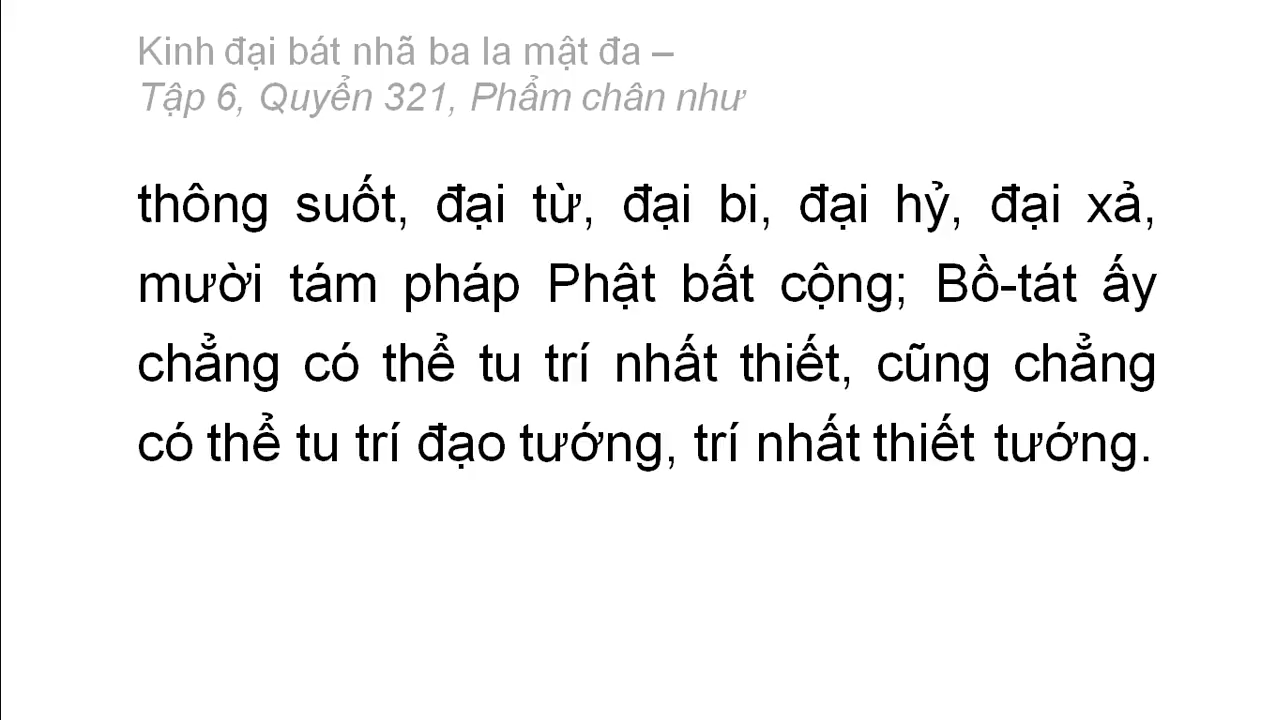 Kinh đại bát nhã ba la mật đa –
Tập 6, Quyển 321, Phẩm chân như
thông suốt, đại từ, đại bi, đại hỷ, đại xả,
mười tám pháp Phật bất cộng; Bồ-tát ấy
chẳng có thể tu trí nhất thiết, cũng chẳng
có thể tu trí đạo tướng, trí nhất thiết tướng.